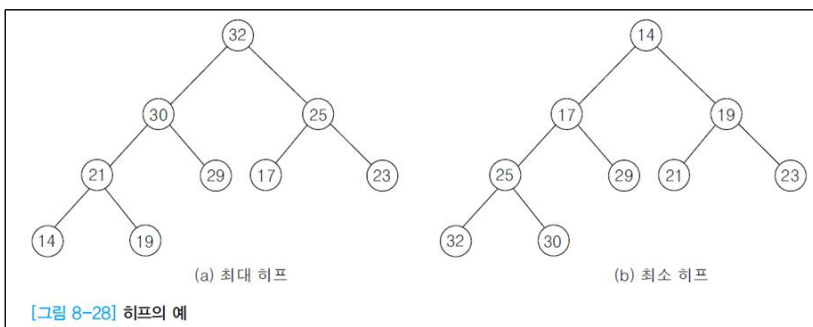 32 14
30 25 17 19
21 29 17 23 25 29 21 23
14 19 32 30
(a) 최대 히프 (b) 최소 히프
[그림 8-28] 히프의 예